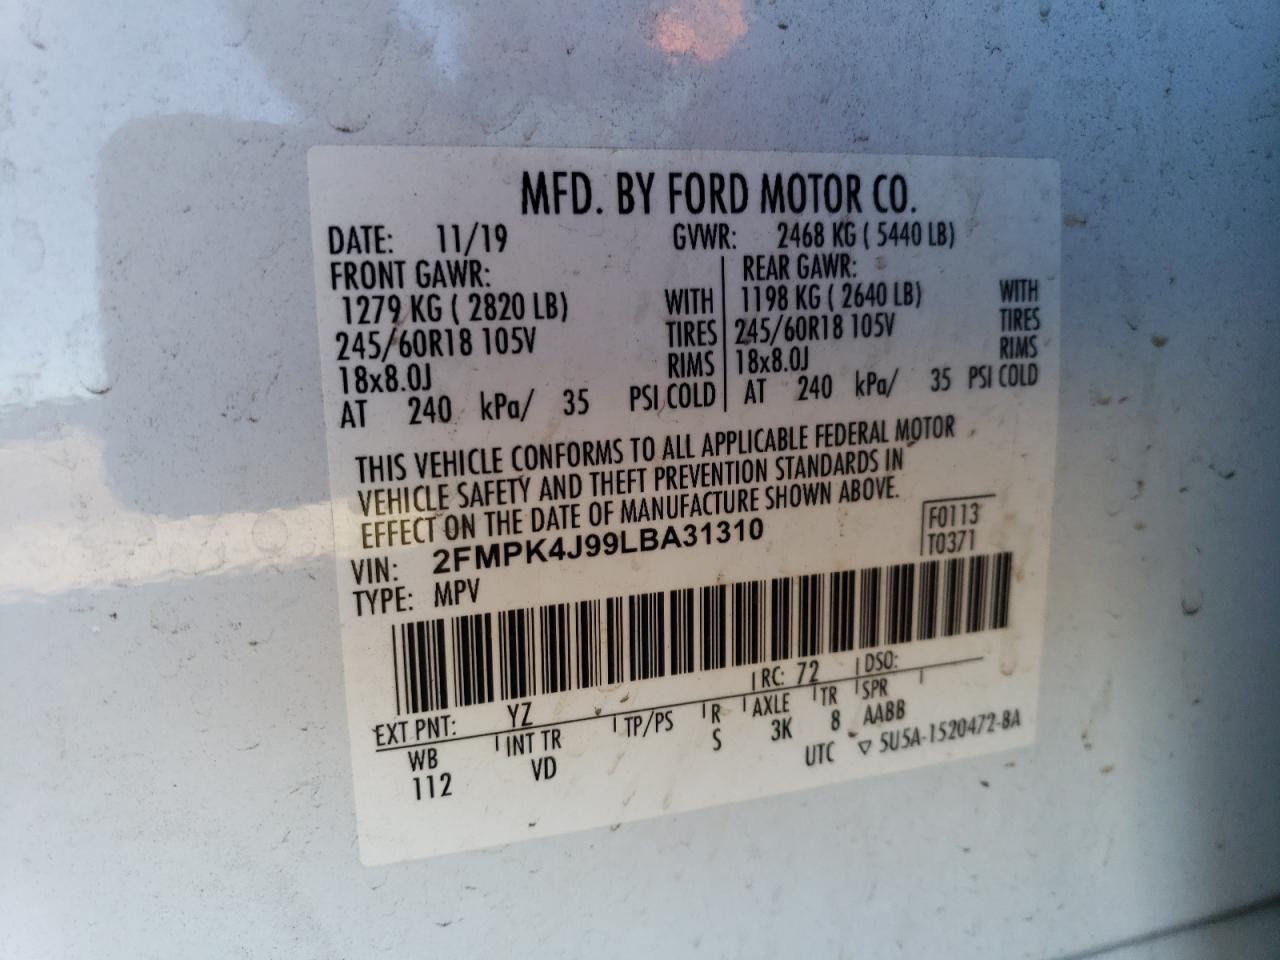 MFD. BY FORD MOTOR CO.
DATE: 11/19 GVWR: 2468 KG ( 5440 LB)
FRONT GAWR: REAR GAWR:
1279 KG ( 2820 LB) WITH 1198 KG ( 2640 LB) WITH
245/60R18 105V TIRES 245/60R18 105V TIRES
18x8.0J RIMS 18x8.0J RIMS
AT 240 kPa/ 35 PSI COLD AT 240 kPa/ 35 PSI COLD
THIS VEHICLE CONFORMS TO ALL APPLICABLE FEDERAL MOTOR
VEHICLE SAFETY AND THEFT PREVENTION STANDARDS IN
EFFECT ON THE DATE OF MANUFACTURE SHOWN ABOVE.
VIN: 2FMPK4J99LBA31310 F0113
TYPE: MPV T0371
EXT PNT: YZ RC: 72 DSO:
WB INT TR TP/PS R AXLE TR SPR
112 VD S 3K 8 AABB
UTC ▽ 5U5A-1520472-BA